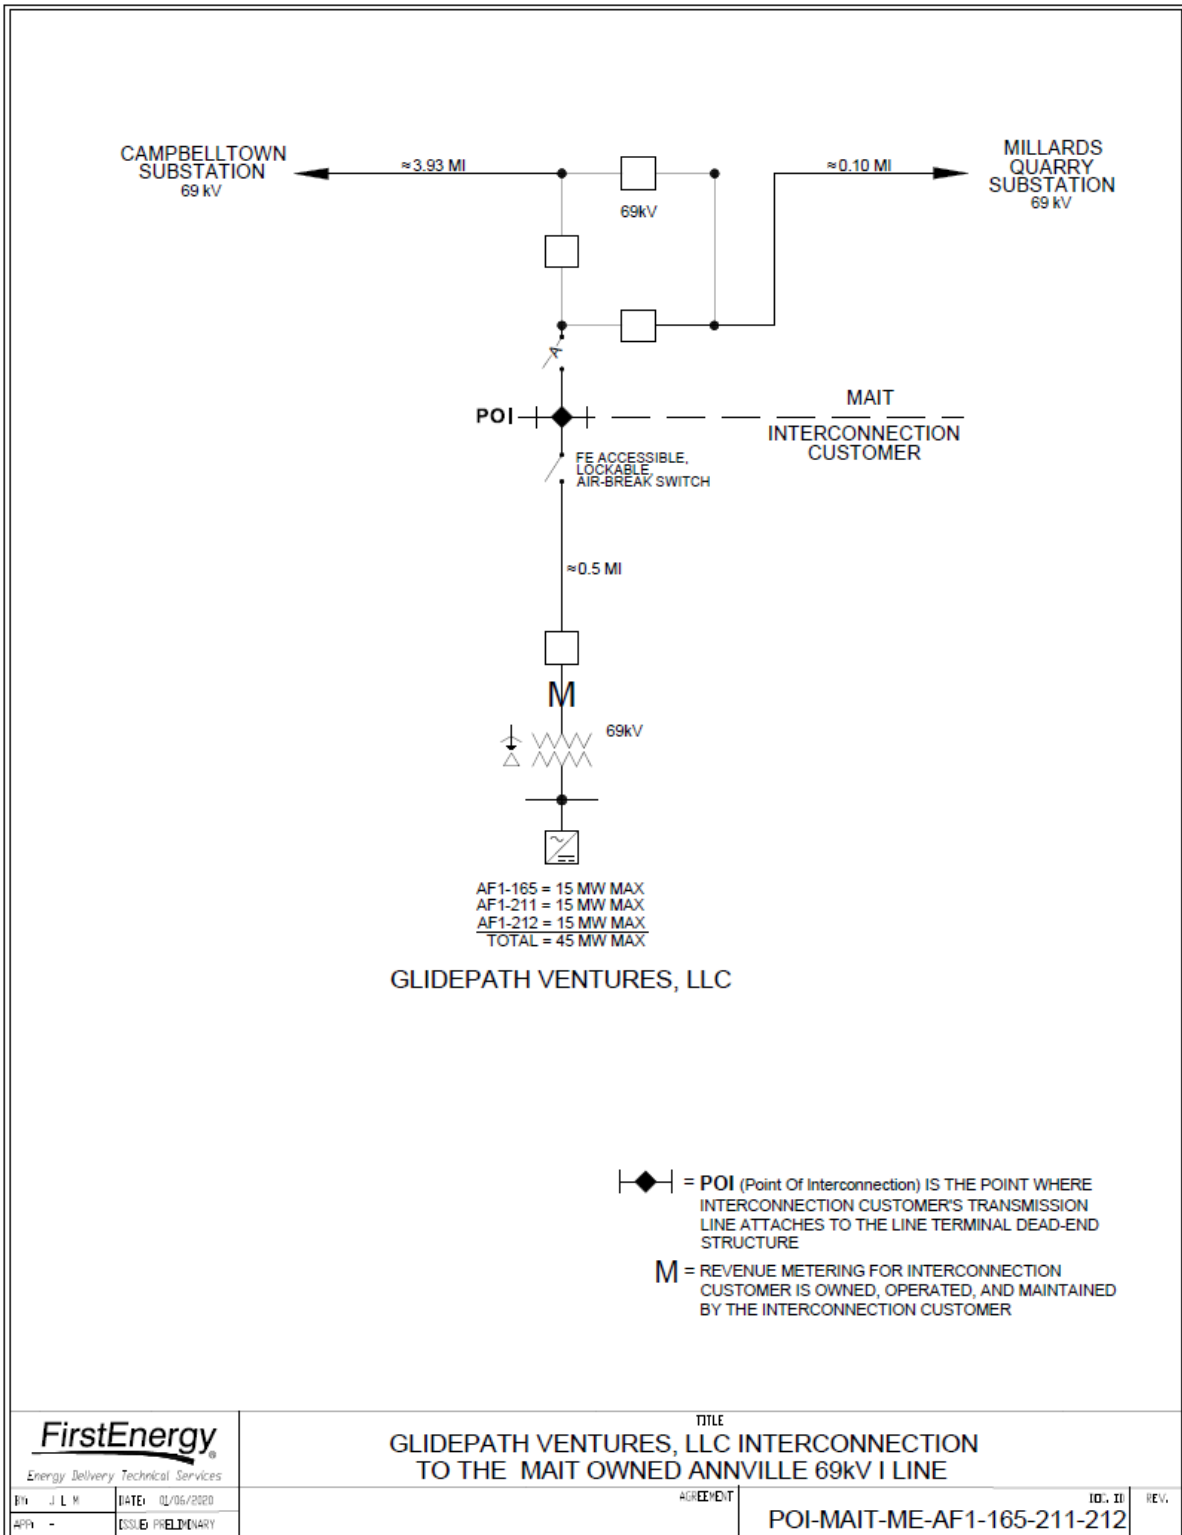 CAMPBELLTOWN
SUBSTATION
69 kV
≈3.93 MI
69kV
≈0.10 MI
MILLARDS
QUARRY
SUBSTATION
69 kV
A
POI
MAIT
INTERCONNECTION
CUSTOMER
FE ACCESSIBLE,
LOCKABLE,
AIR-BREAK SWITCH
≈0.5 MI
M
69kV
AF1-165 = 15 MW MAX
AF1-211 = 15 MW MAX
AF1-212 = 15 MW MAX
TOTAL = 45 MW MAX
GLIDEPATH VENTURES, LLC
= POI (Point Of Interconnection) IS THE POINT WHERE
INTERCONNECTION CUSTOMER'S TRANSMISSION
LINE ATTACHES TO THE LINE TERMINAL DEAD-END
STRUCTURE
M = REVENUE METERING FOR INTERCONNECTION
CUSTOMER IS OWNED, OPERATED, AND MAINTAINED
BY THE INTERCONNECTION CUSTOMER
FirstEnergy®
Energy Delivery Technical Services
TITLE
GLIDEPATH VENTURES, LLC INTERCONNECTION
TO THE MAIT OWNED ANNVILLE 69kV I LINE
BY: J L M
DATE: 01/06/2020
APP: -
ISSUE: PRELIMINARY
AGREEMENT
DOC. ID
POI-MAIT-ME-AF1-165-211-212
REV.